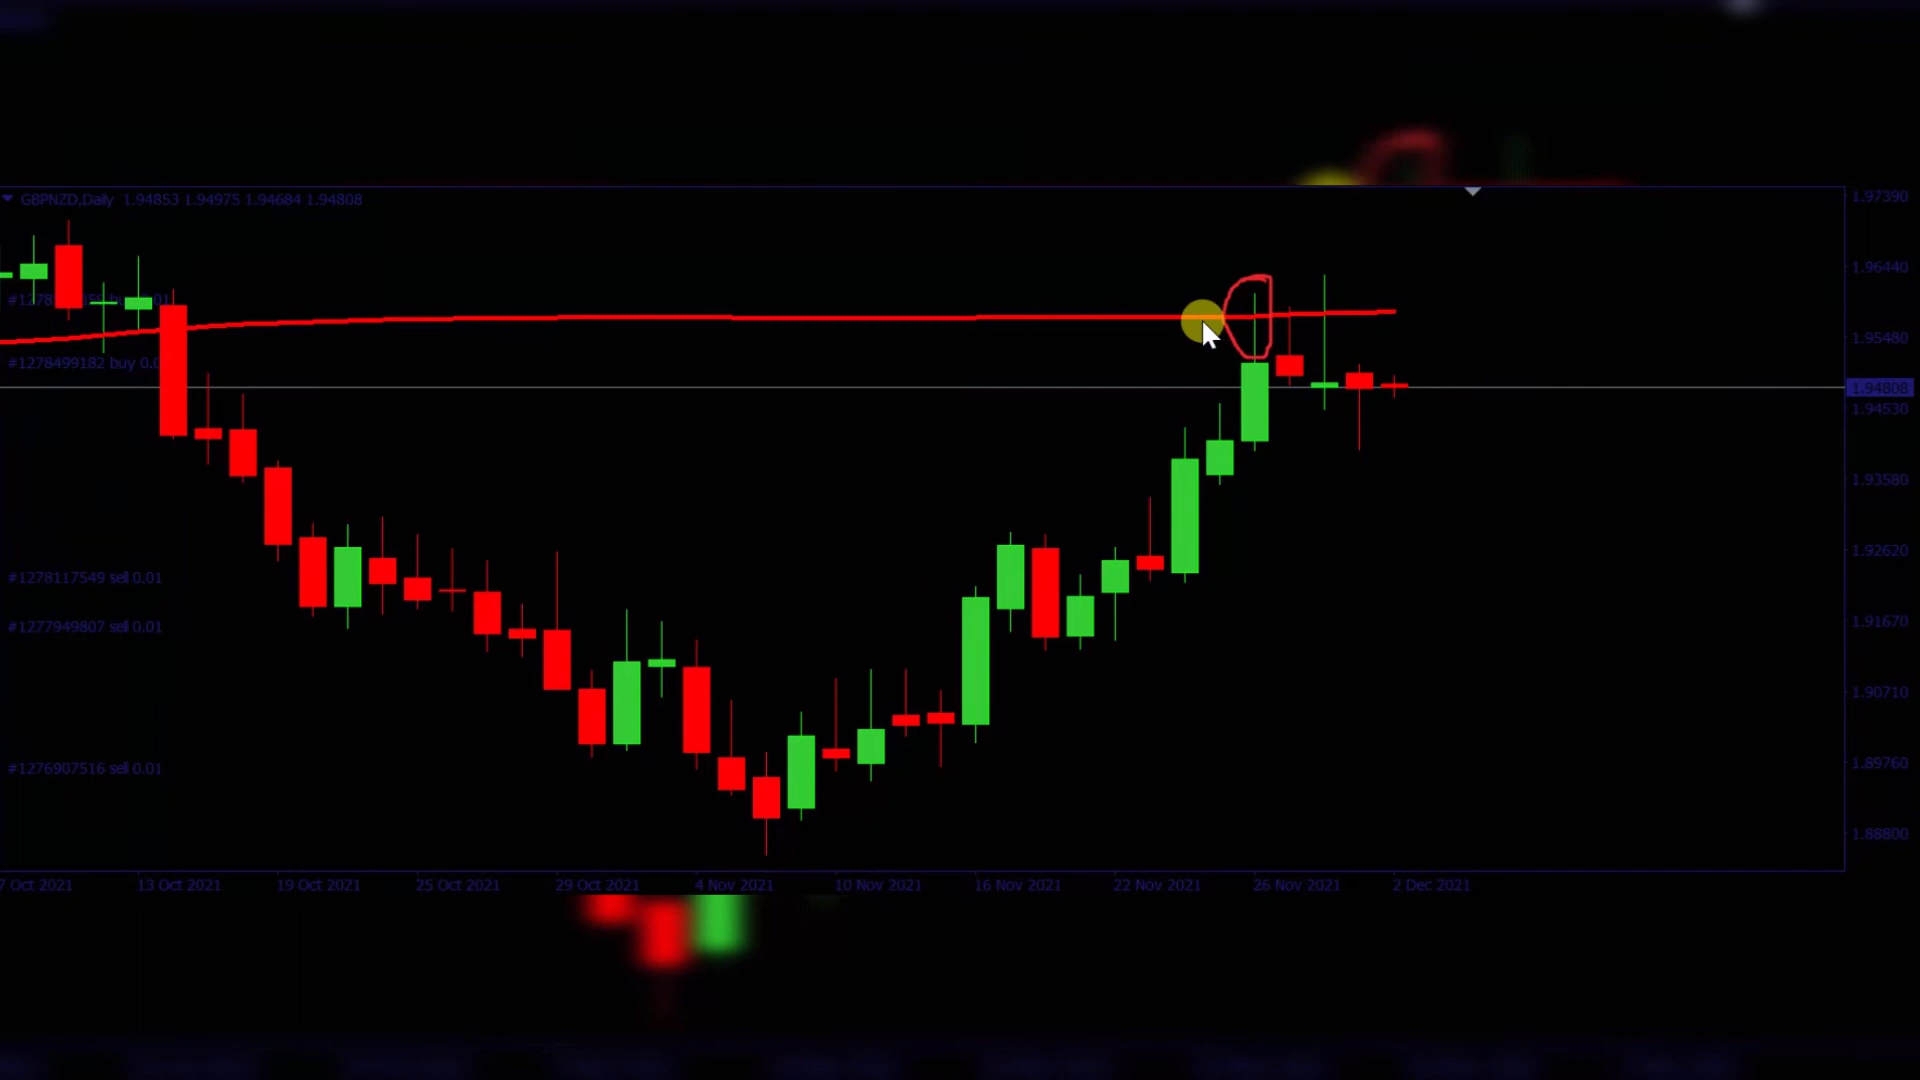 GBPNZD,Daily 1.94853 1.94975 1.94684 1.94808
1.97390
1.96440
1.95480
#1278499182 buy 0.0
1.94808
1.94530
1.93580
1.92620
#1278117549 sell 0.01
1.91670
#1277949807 sell 0.01
1.90710
#1276907516 sell 0.01
1.89760
1.88800
7 Oct 2021 13 Oct 2021 19 Oct 2021 25 Oct 2021 29 Oct 2021 4 Nov 2021 10 Nov 2021 16 Nov 2021 22 Nov 2021 26 Nov 2021 2 Dec 2021